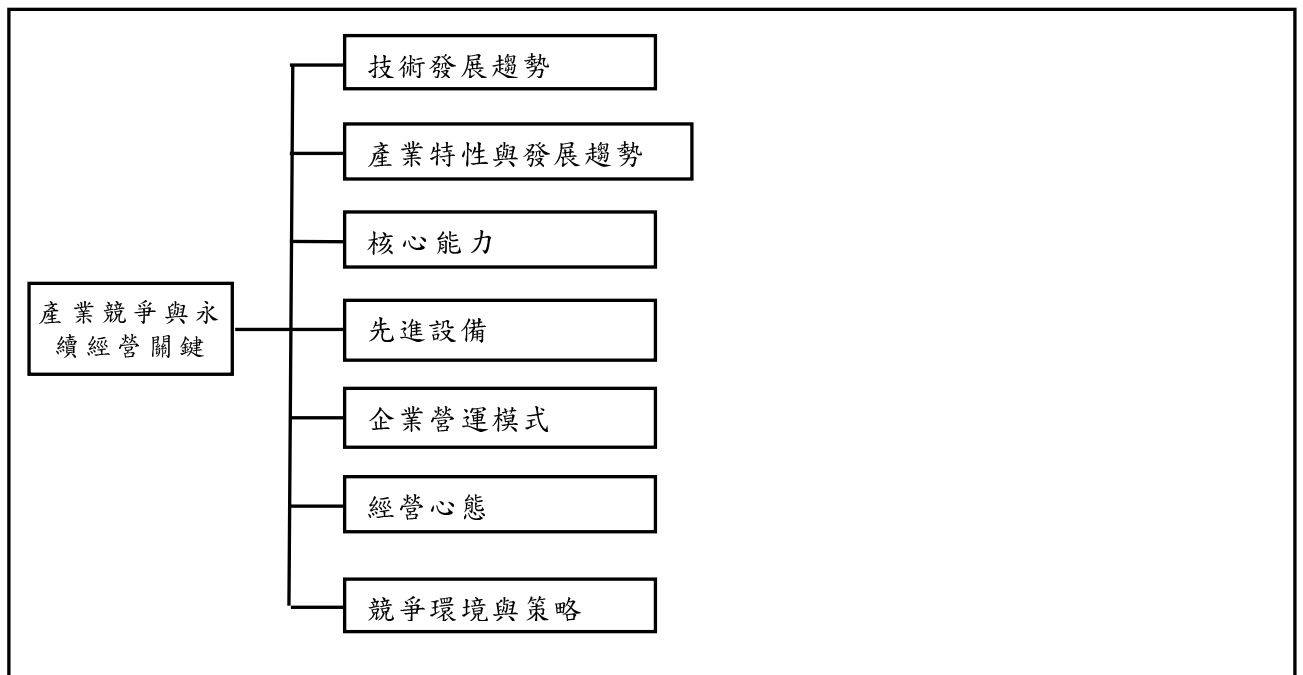 技術發展趨勢
產業特性與發展趨勢
核心能力
產業競爭與永
續經營關鍵
先進設備
企業營運模式
經營心態
競爭環境與策略